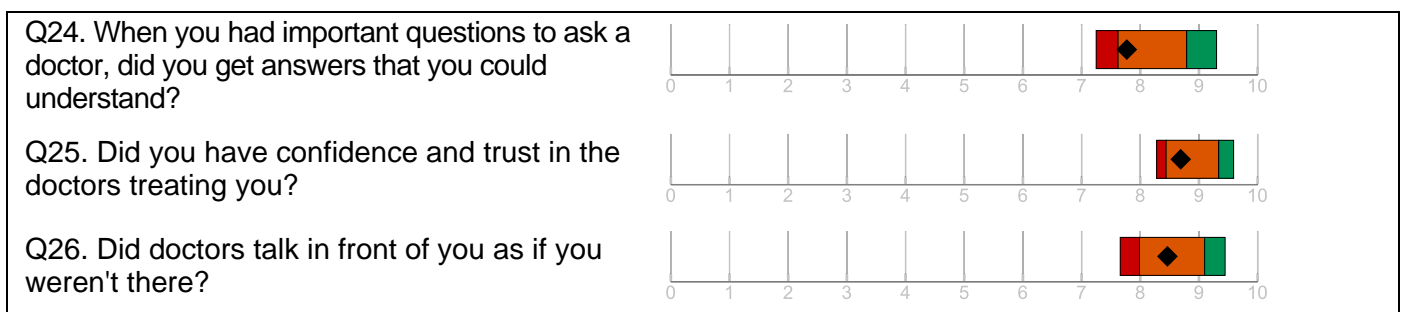 Q24. When you had important questions to ask a
doctor, did you get answers that you could
understand?
0 1 2 3 4 5 6 7 8 9 10
Q25. Did you have confidence and trust in the
doctors treating you?
0 1 2 3 4 5 6 7 8 9 10
Q26. Did doctors talk in front of you as if you
weren't there?
0 1 2 3 4 5 6 7 8 9 10